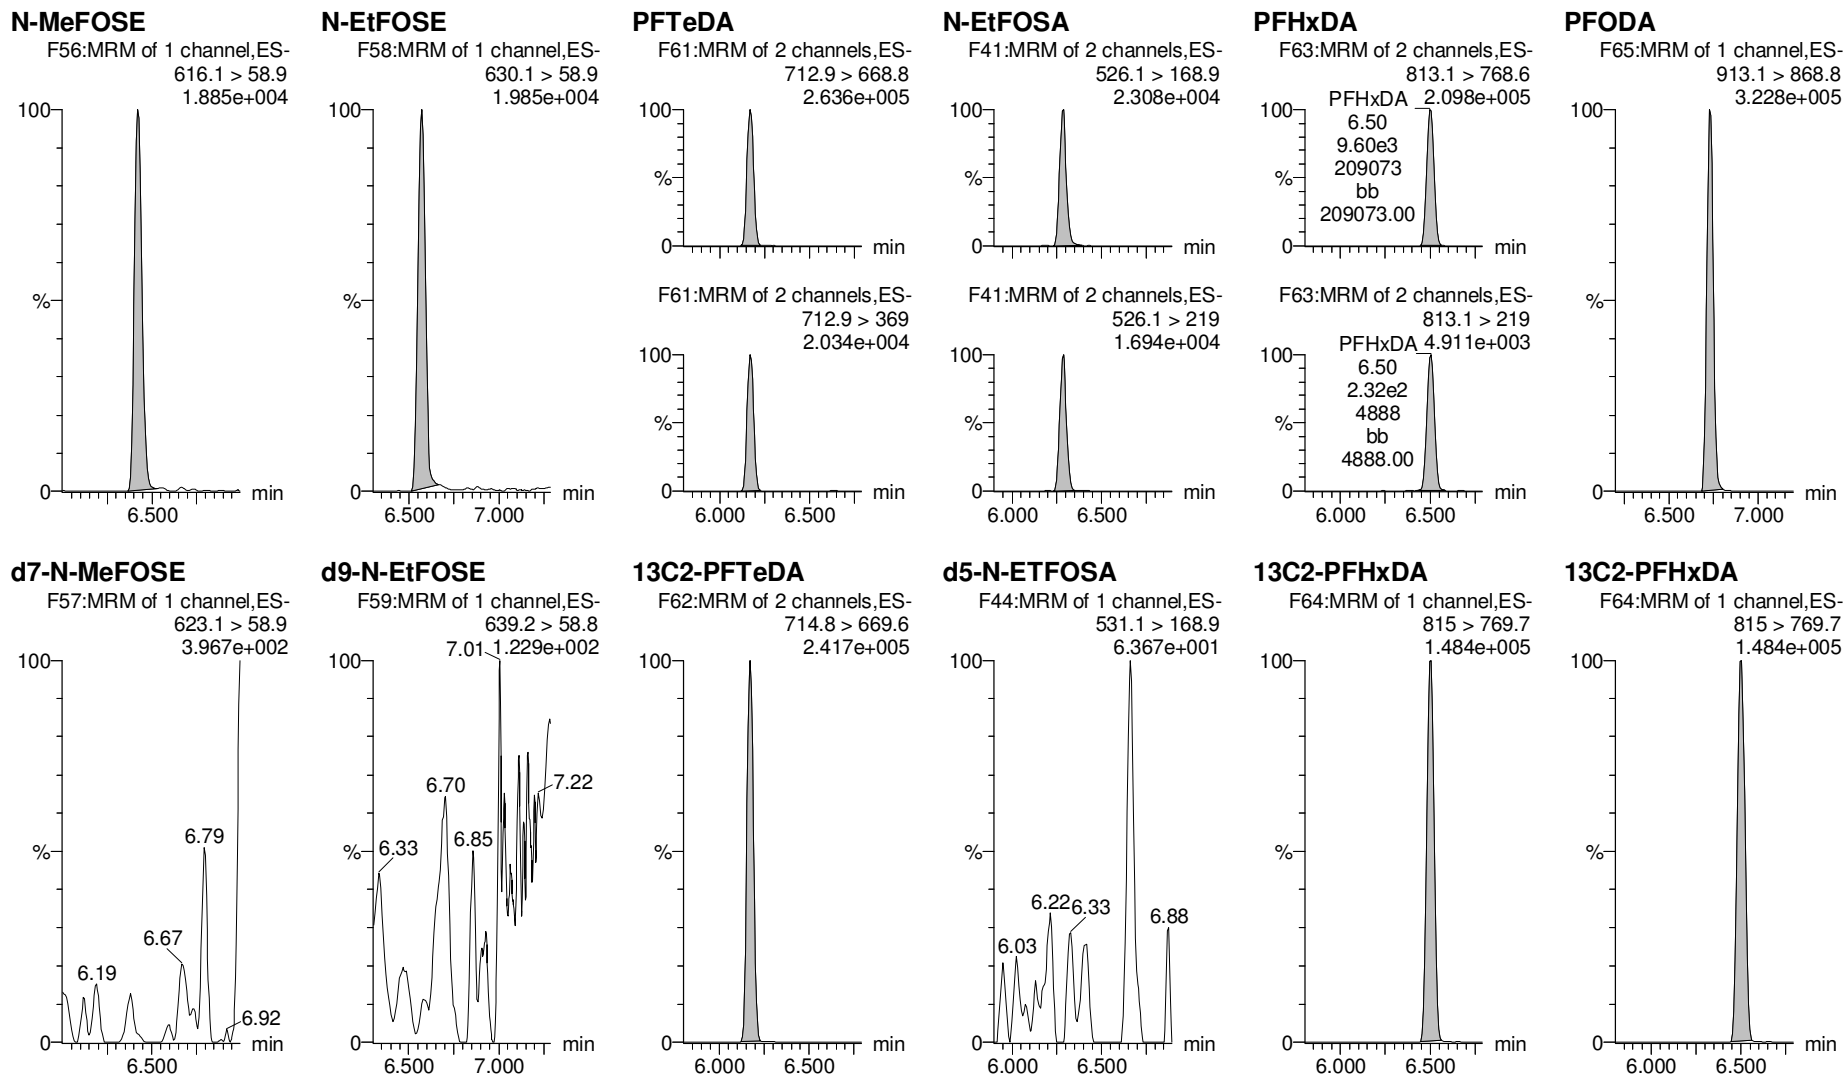 N-MeFOSE
F56:MRM of 1 channel,ES-
616.1 > 58.9
1.885e+004
100
%
0
min
6.500
N-EtFOSE
F58:MRM of 1 channel,ES-
630.1 > 58.9
1.985e+004
100
%
0
min
6.500 7.000
PFTeDA
F61:MRM of 2 channels,ES-
712.9 > 668.8
2.636e+005
100
%
0
min
F61:MRM of 2 channels,ES-
712.9 > 369
2.034e+004
100
%
0
min
6.000 6.500
N-EtFOSA
F41:MRM of 2 channels,ES-
526.1 > 168.9
2.308e+004
100
%
0
min
F41:MRM of 2 channels,ES-
526.1 > 219
1.694e+004
100
%
0
min
6.000 6.500
PFHxDA
F63:MRM of 2 channels,ES-
813.1 > 768.6
2.098e+005
100
PFHxDA
6.50
9.60e3
209073
bb
209073.00
%
0
min
F63:MRM of 2 channels,ES-
813.1 > 219
4.911e+003
100
PFHxDA
6.50
2.32e2
4888
bb
4888.00
%
0
min
6.000 6.500
PFODA
F65:MRM of 1 channel,ES-
913.1 > 868.8
3.228e+005
100
%
0
min
6.500 7.000
d7-N-MeFOSE
F57:MRM of 1 channel,ES-
623.1 > 58.9
3.967e+002
100
%
6.79
6.67
6.19
6.92
0
min
6.500
d9-N-EtFOSE
F59:MRM of 1 channel,ES-
639.2 > 58.8
7.01 1.229e+002
100
6.70
7.22
6.85
6.33
%
0
min
6.500 7.000
13C2-PFTeDA
F62:MRM of 2 channels,ES-
714.8 > 669.6
2.417e+005
100
%
0
min
6.000 6.500
d5-N-ETFOSA
F44:MRM of 1 channel,ES-
531.1 > 168.9
6.367e+001
100
%
6.22 6.33
6.88
6.03
0
min
6.000 6.500
13C2-PFHxDA
F64:MRM of 1 channel,ES-
815 > 769.7
1.484e+005
100
%
0
min
6.000 6.500
13C2-PFHxDA
F64:MRM of 1 channel,ES-
815 > 769.7
1.484e+005
100
%
0
min
6.000 6.500